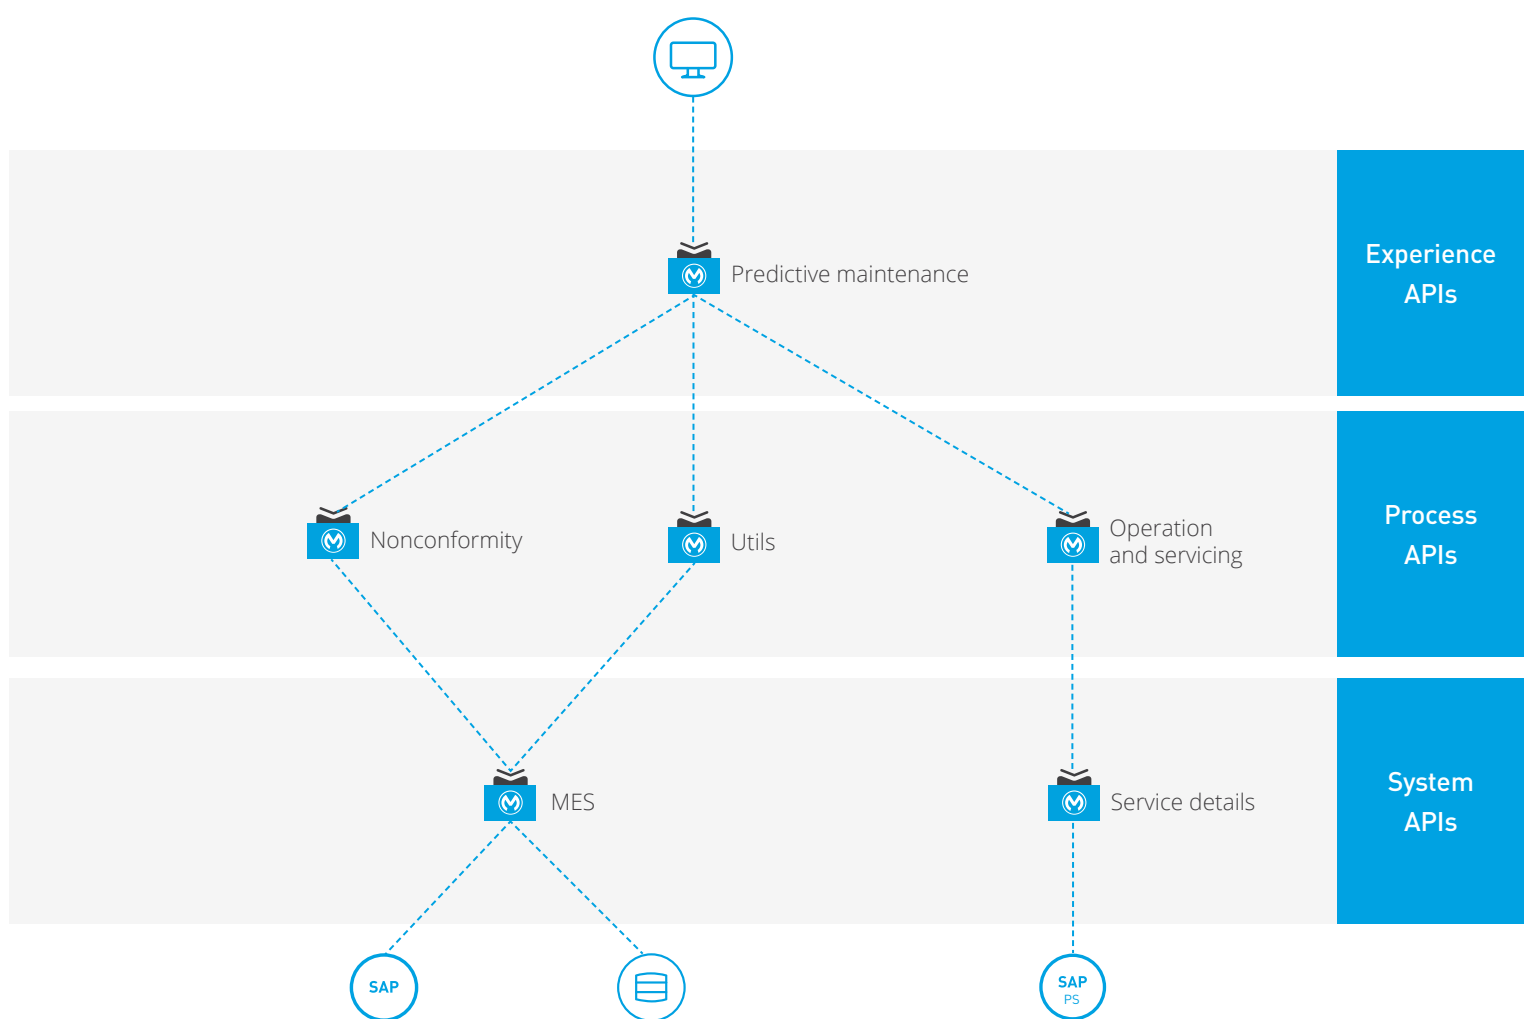 Predictive maintenance
Experience
APIs
Nonconformity
Utils
Operation
and servicing
Process
APIs
MES
Service details
System
APIs
SAP
SAP
PS